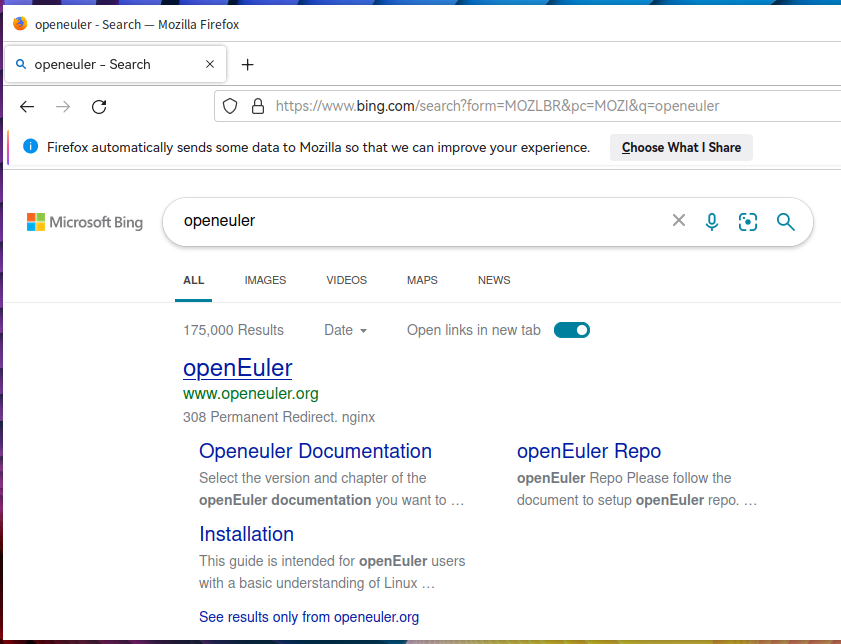 openeuler - Search — Mozilla Firefox
openeuler - Search
https://www.bing.com/search?form=MOZLBR&pc=MOZI&q=openeuler
Firefox automatically sends some data to Mozilla so that we can improve your experience. Choose What I Share
Microsoft Bing openeuler
ALL IMAGES VIDEOS MAPS NEWS
175,000 Results Date Open links in new tab
openEuler
www.openeuler.org
308 Permanent Redirect. nginx
Openeuler Documentation
Select the version and chapter of the
openEuler documentation you want to …
openEuler Repo
openEuler Repo Please follow the
document to setup openEuler repo. …
Installation
This guide is intended for openEuler users
with a basic understanding of Linux …
See results only from openeuler.org